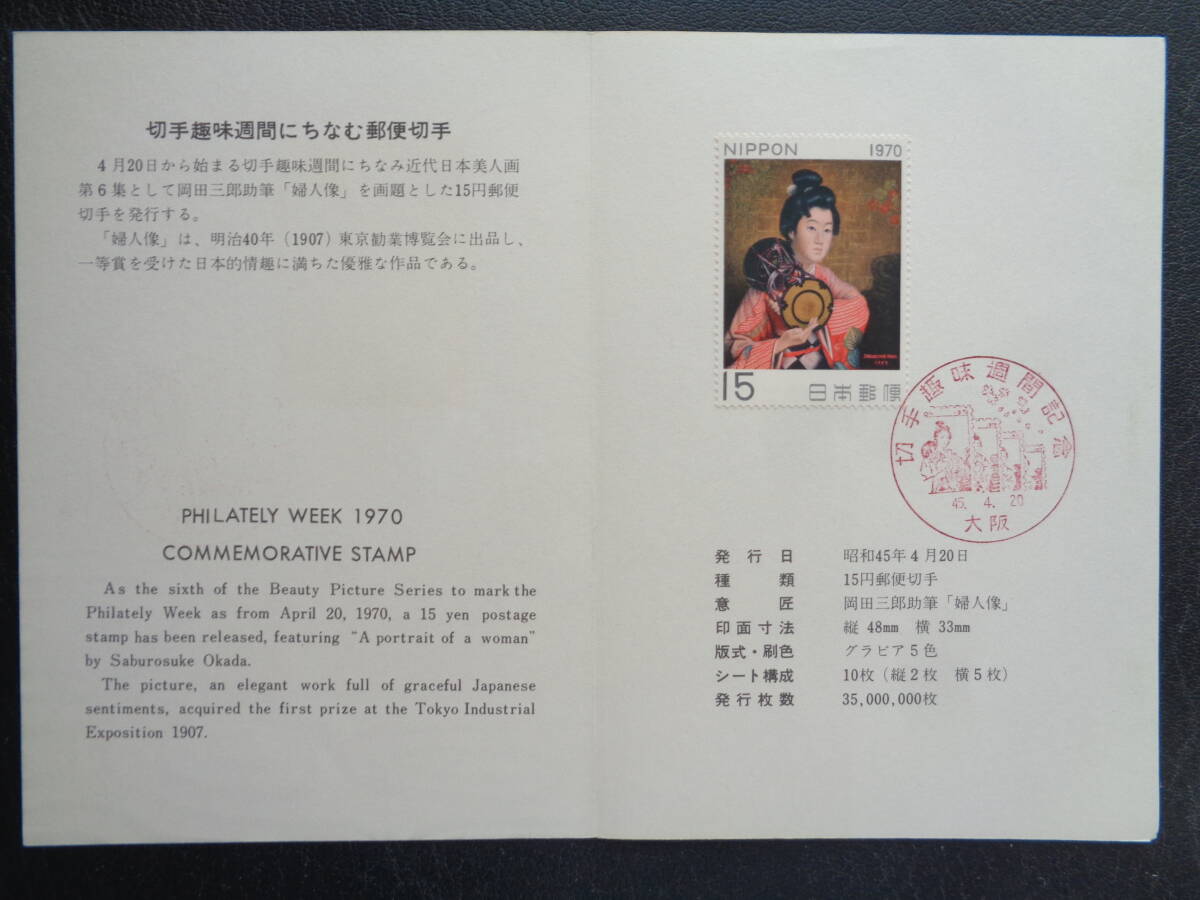 切手趣味週間にちなむ郵便切手
4月20日から始まる切手趣味週間にちなみ近代日本美人画
第6集として岡田三郎助筆「婦人像」を画題とした15円郵便
切手を発行する。
「婦人像」は、明治40年（1907）東京勧業博覧会に出品し、
一等賞を受けた日本的情趣に満ちた優雅な作品である。
PHILATELY WEEK 1970
COMMEMORATIVE STAMP
As the sixth of the Beauty Picture Series to mark the
Philately Week as from April 20, 1970, a 15 yen postage
stamp has been released, featuring "A portrait of a woman"
by Saburosuke Okada.
The picture, an elegant work full of graceful Japanese
sentiments, acquired the first prize at the Tokyo Industrial
Exposition 1907.
NIPPON 1970
15 日本郵便
切手趣味週間記念
45. 4. 20
大阪
発行日 昭和45年4月20日
種類 15円郵便切手
意匠 岡田三郎助筆「婦人像」
印面寸法 縦 48mm 横 33mm
版式・刷色 グラビア5色
シート構成 10枚（縦2枚 横5枚）
発行枚数 35,000,000枚